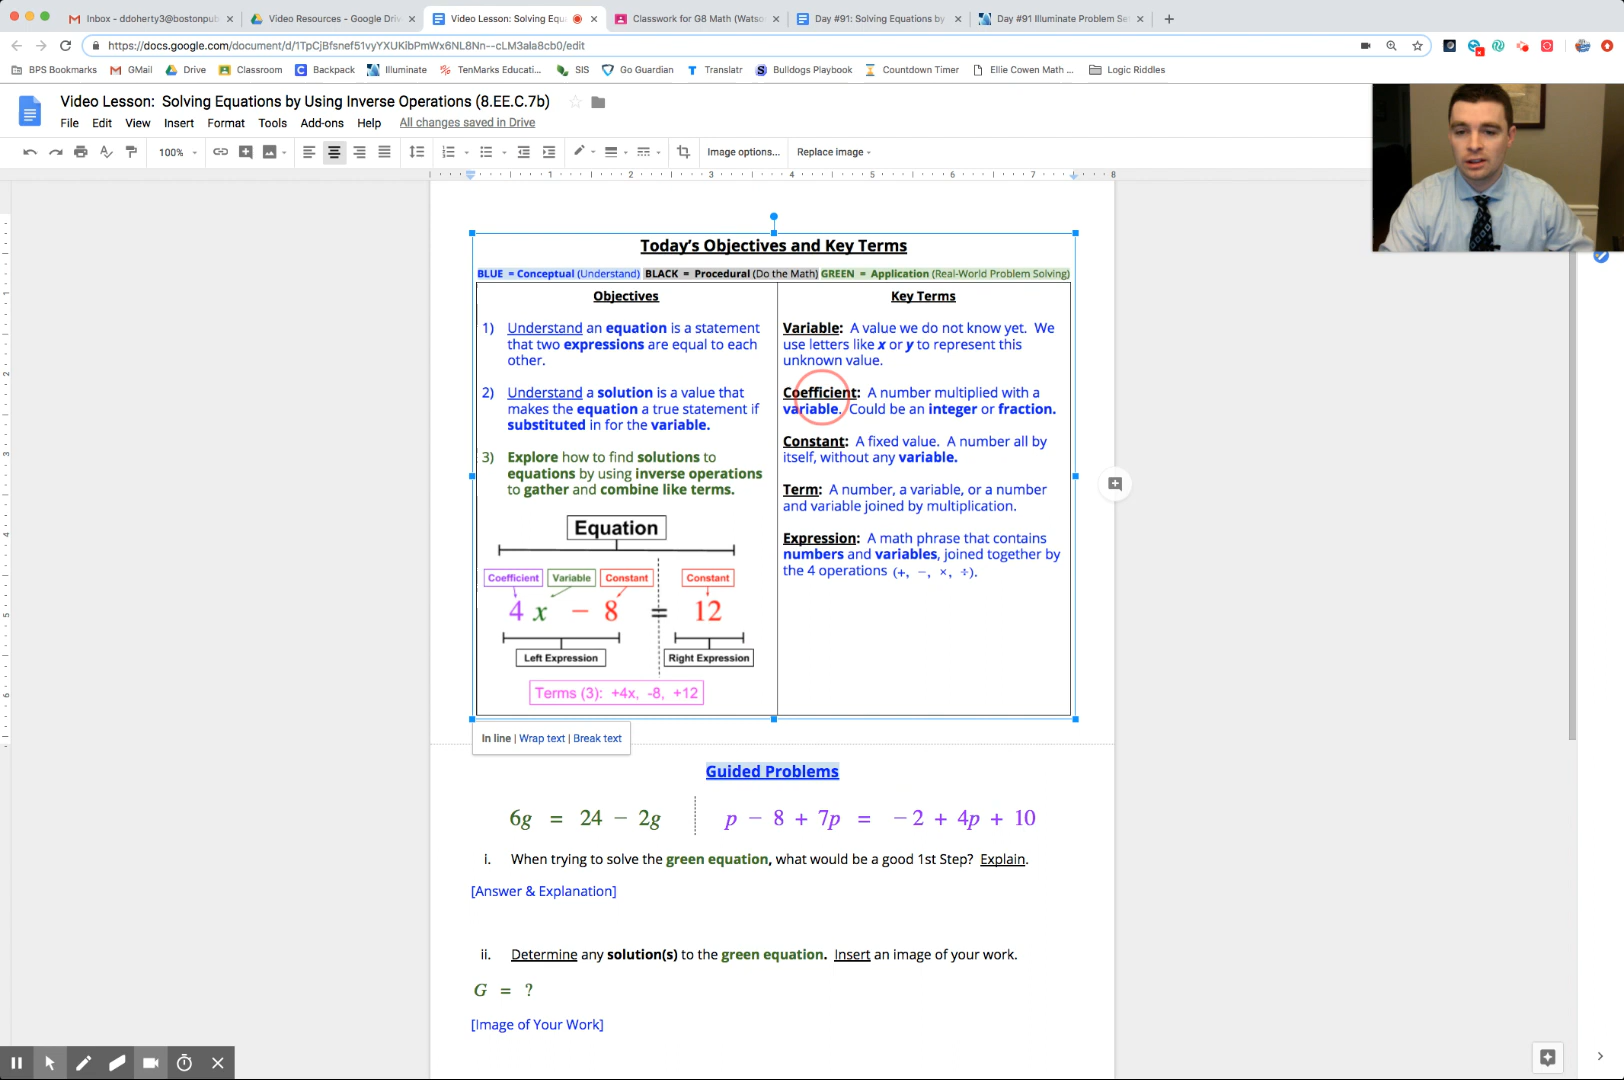 Inbox - ddoherty3@bostonpub
Video Resources - Google Driv
Video Lesson: Solving Equa
Classwork for G8 Math (Watso
Day #91: Solving Equations by
Day #91 Illuminate Problem Se
https://docs.google.com/document/d/1TpCjBfsnef51vyYXUKibPmWx6NL8Nn--cLM3ala8cb0/edit
BPS Bookmarks GMail Drive Classroom Backpack Illuminate TenMarks Educati... SIS Go Guardian Translatr Bulldogs Playbook Countdown Timer Ellie Cowen Math ... Logic Riddles
Video Lesson: Solving Equations by Using Inverse Operations (8.EE.C.7b)
File Edit View Insert Format Tools Add-ons Help All changes saved in Drive
100% Image options... Replace image
1 2 3 4 5 6 7 8
Today's Objectives and Key Terms
BLUE = Conceptual (Understand) BLACK = Procedural (Do the Math) GREEN = Application (Real-World Problem Solving)
Objectives
1) Understand an equation is a statement
that two expressions are equal to each
other.
2) Understand a solution is a value that
makes the equation a true statement if
substituted in for the variable.
3) Explore how to find solutions to
equations by using inverse operations
to gather and combine like terms.
Equation
Coefficient Variable Constant Constant
4x − 8 = 12
Left Expression Right Expression
Terms (3): +4x, -8, +12
Key Terms
Variable: A value we do not know yet. We
use letters like x or y to represent this
unknown value.
Coefficient: A number multiplied with a
variable. Could be an integer or fraction.
Constant: A fixed value. A number all by
itself, without any variable.
Term: A number, a variable, or a number
and variable joined by multiplication.
Expression: A math phrase that contains
numbers and variables, joined together by
the 4 operations (+, −, ×, ÷).
In line | Wrap text | Break text
Guided Problems
6g = 24 − 2g
p − 8 + 7p = −2 + 4p + 10
i. When trying to solve the green equation, what would be a good 1st Step? Explain.
[Answer & Explanation]
ii. Determine any solution(s) to the green equation. Insert an image of your work.
G = ?
[Image of Your Work]